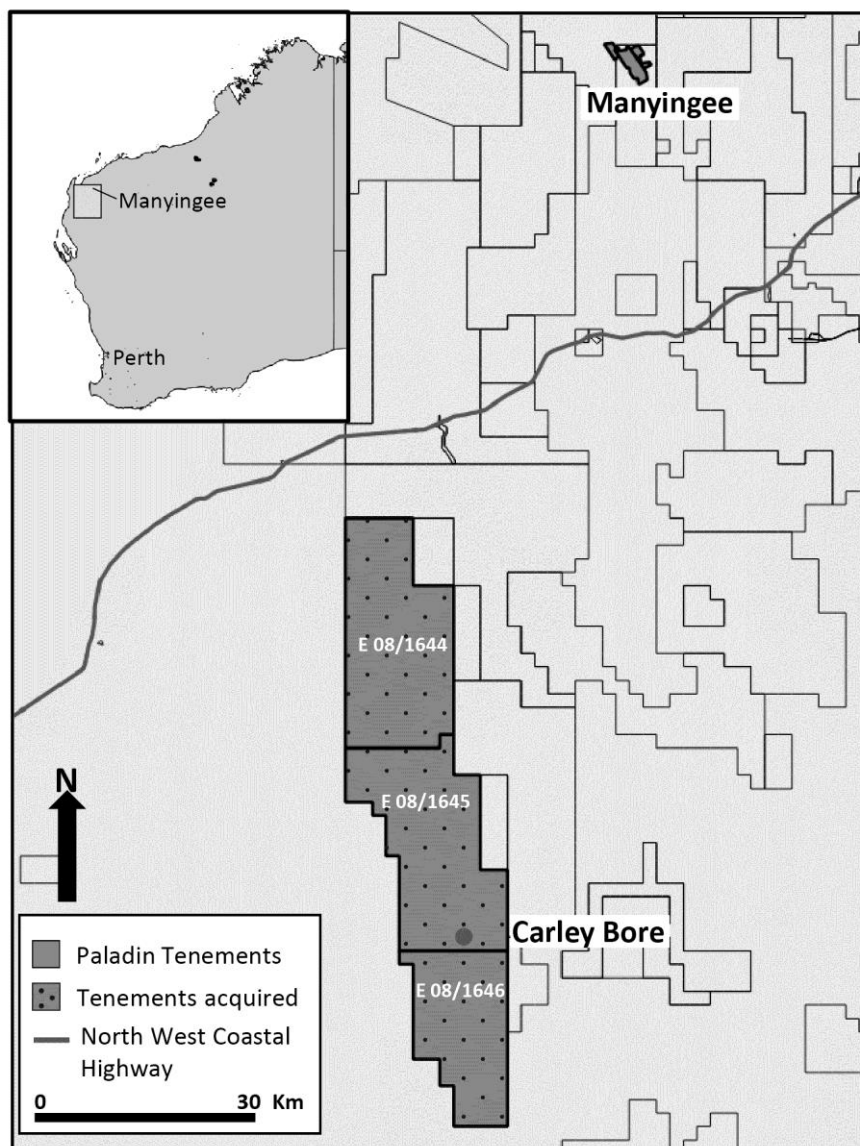 Manyingee
Manyingee
Perth
E 08/1644
N
E 08/1645
Carley Bore
E 08/1646
Paladin Tenements
Tenements acquired
North West Coastal
Highway
0 30 Km